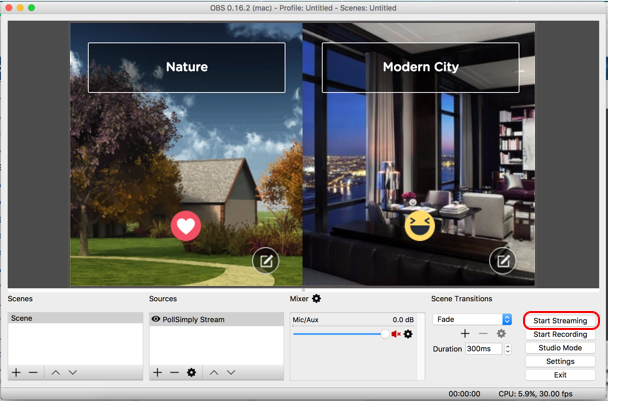 OBS 0.16.2 (mac) - Profile: Untitled - Scenes: Untitled
Nature
Modern City
Scenes
Sources
Mixer
Scene Transitions
Scene
PollSimply Stream
Mic/Aux
0.0 dB
Fade
Duration
300ms
Start Streaming
Start Recording
Studio Mode
Settings
Exit
00:00:00
CPU: 5.9%, 30.00 fps